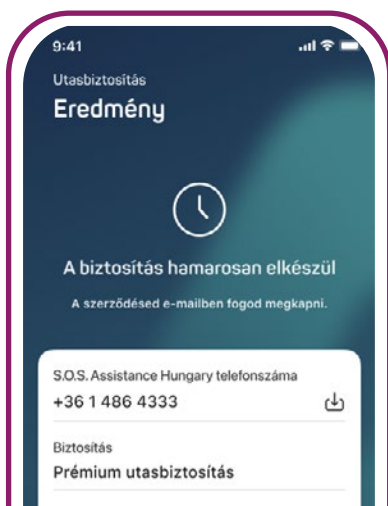 9:41
Utasbiztosítás
Eredmény
A biztosítás hamarosan elkészül
A szerződésed e-mailben fogod megkapni.
S.O.S. Assistance Hungary telefonszáma
+36 1 486 4333
Biztosítás
Prémium utasbiztosítás